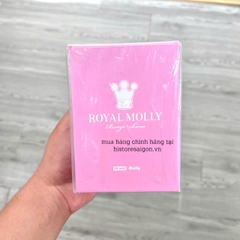 ROYAL MOLLY
mua hàng chính hãng tại
historesaigon.vn